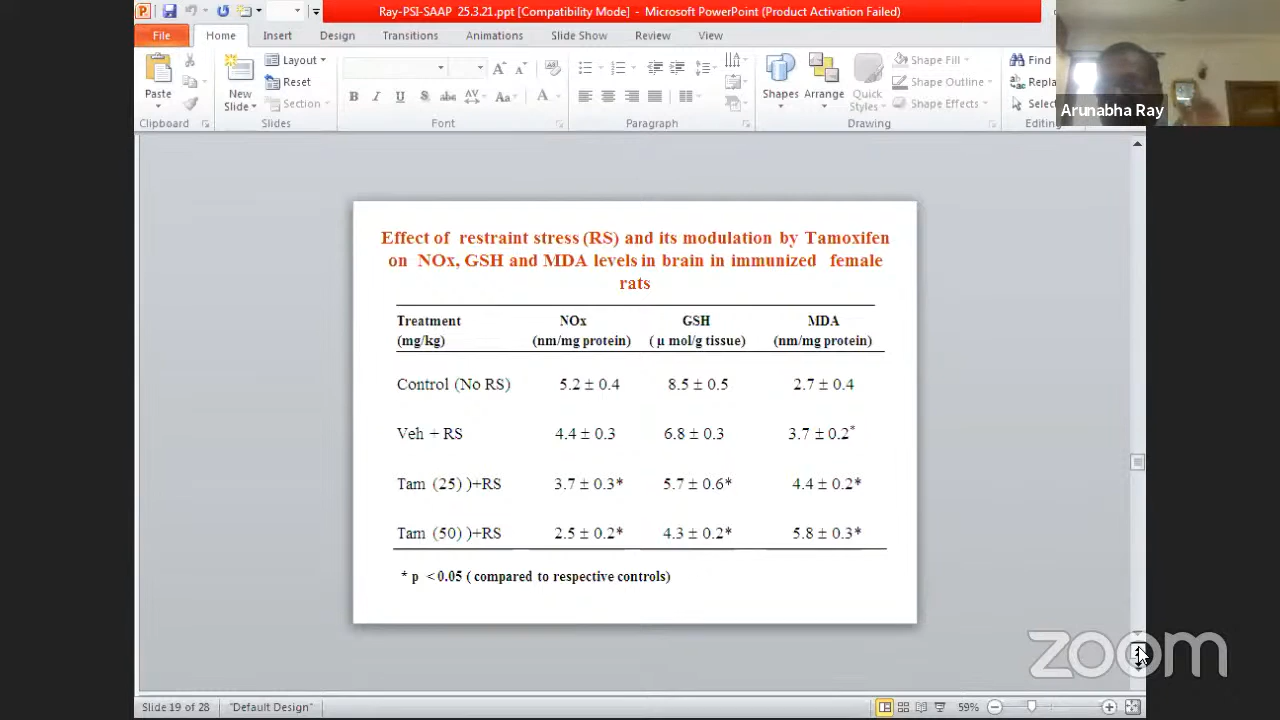 Ray-PSI-SAAP 25.3.21.ppt [Compatibility Mode] - Microsoft PowerPoint (Product Activation Failed)
File Home Insert Design Transitions Animations Slide Show Review View
Paste
New
Slide
Layout
Reset
Section
Shapes
Arrange
Quick
Styles
Shape Fill
Shape Outline
Shape Effects
Find
Repla
Select
Clipboard Slides Font Paragraph Drawing Editing
Arunabha Ray
Effect of restraint stress (RS) and its modulation by Tamoxifen
on NOx, GSH and MDA levels in brain in immunized female
rats
Treatment NOx GSH MDA
(mg/kg) (nm/mg protein) ( µ mol/g tissue) (nm/mg protein)
Control (No RS) 5.2 ± 0.4 8.5 ± 0.5 2.7 ± 0.4
Veh + RS 4.4 ± 0.3 6.8 ± 0.3 3.7 ± 0.2*
Tam (25) )+RS 3.7 ± 0.3* 5.7 ± 0.6* 4.4 ± 0.2*
Tam (50) )+RS 2.5 ± 0.2* 4.3 ± 0.2* 5.8 ± 0.3*
* p < 0.05 ( compared to respective controls)
zoom
Slide 19 of 28 "Default Design" 59%